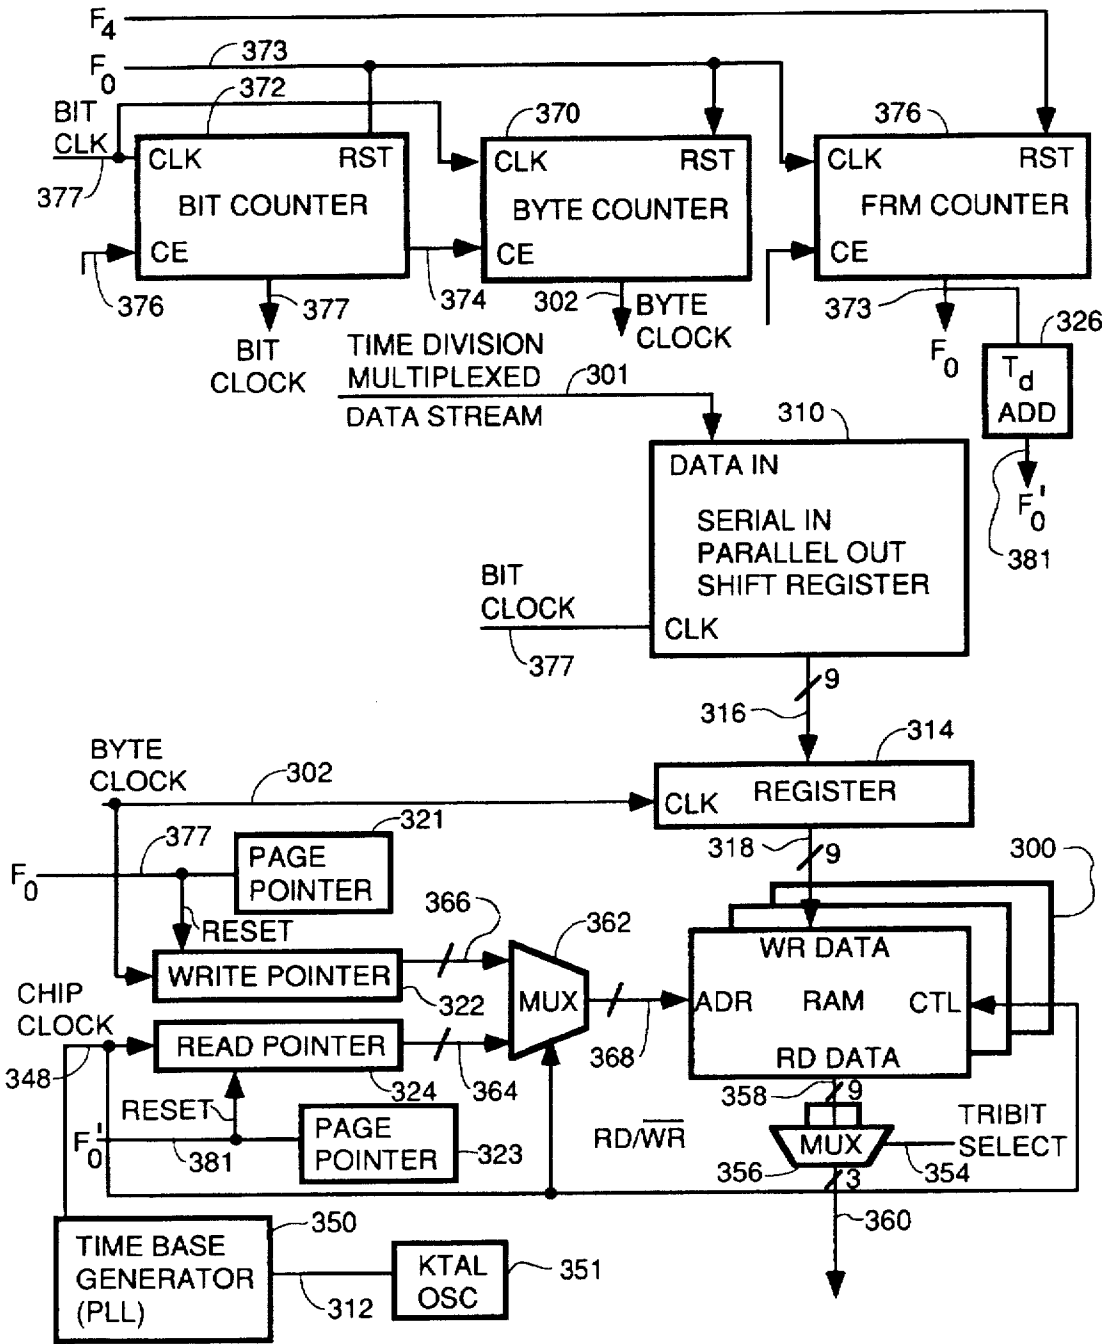 F4
F0
373
372
370
376
BIT
CLK
377
CLK
RST
BIT COUNTER
CE
376
377
BIT
CLOCK
374
CLK
RST
BYTE COUNTER
CE
302
BYTE
CLOCK
CLK
RST
FRM COUNTER
CE
373
F0
326
Td
ADD
F0'
381
TIME DIVISION
MULTIPLEXED
DATA STREAM
301
310
DATA IN
SERIAL IN
PARALLEL OUT
SHIFT REGISTER
CLK
BIT
CLOCK
377
9
316
314
BYTE
CLOCK
302
CLK
REGISTER
318
9
300
377
F0
321
PAGE
POINTER
RESET
WRITE POINTER
322
366
362
MUX
368
WR DATA
ADR
RAM
CTL
RD DATA
CHIP
CLOCK
348
READ POINTER
324
364
RESET
F0'
381
PAGE
POINTER
323
RD/W̅R̅
358
9
MUX
TRIBIT
SELECT
354
356
3
360
350
TIME BASE
GENERATOR
(PLL)
312
KTAL
OSC
351